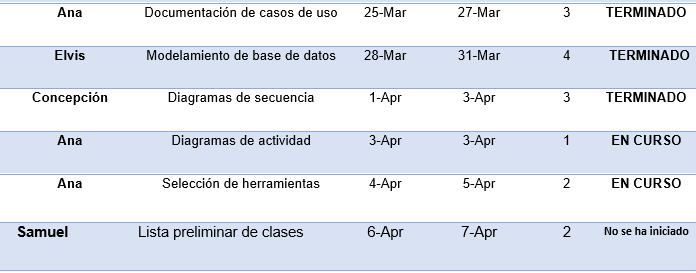 Ana Documentación de casos de uso 25-Mar 27-Mar 3 TERMINADO
Elvis Modelamiento de base de datos 28-Mar 31-Mar 4 TERMINADO
Concepción Diagramas de secuencia 1-Apr 3-Apr 3 TERMINADO
Ana Diagramas de actividad 3-Apr 3-Apr 1 EN CURSO
Ana Selección de herramientas 4-Apr 5-Apr 2 EN CURSO
Samuel Lista preliminar de clases 6-Apr 7-Apr 2 No se ha iniciado